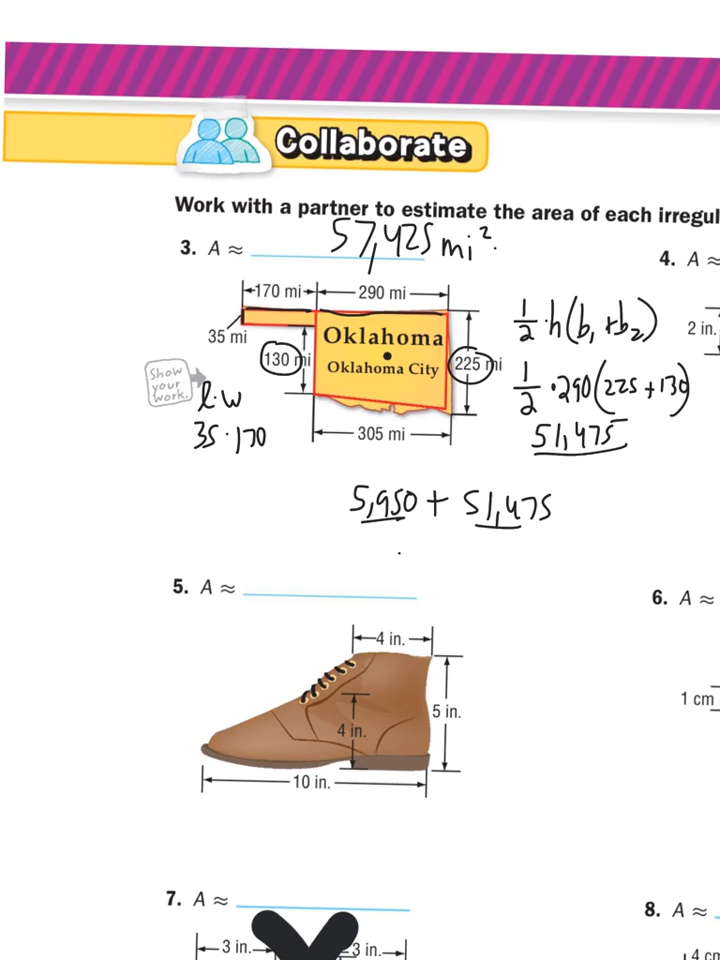 Collaborate
Work with a partner to estimate the area of each irregul
57,425 mi².
3. A ≈
4. A ≈
170 mi
290 mi
35 mi
Oklahoma
Oklahoma City
130 mi
225 mi
305 mi
2 in.
Show
your
work.
l·w
35·170
1/2·h(b₁+b₂)
1/2·290(225+130)
51,475
5,950 + 51,475
5. A ≈
6. A ≈
4 in.
5 in.
4 in.
10 in.
1 cm
7. A ≈
8. A ≈
3 in.
3 in.
4 cm